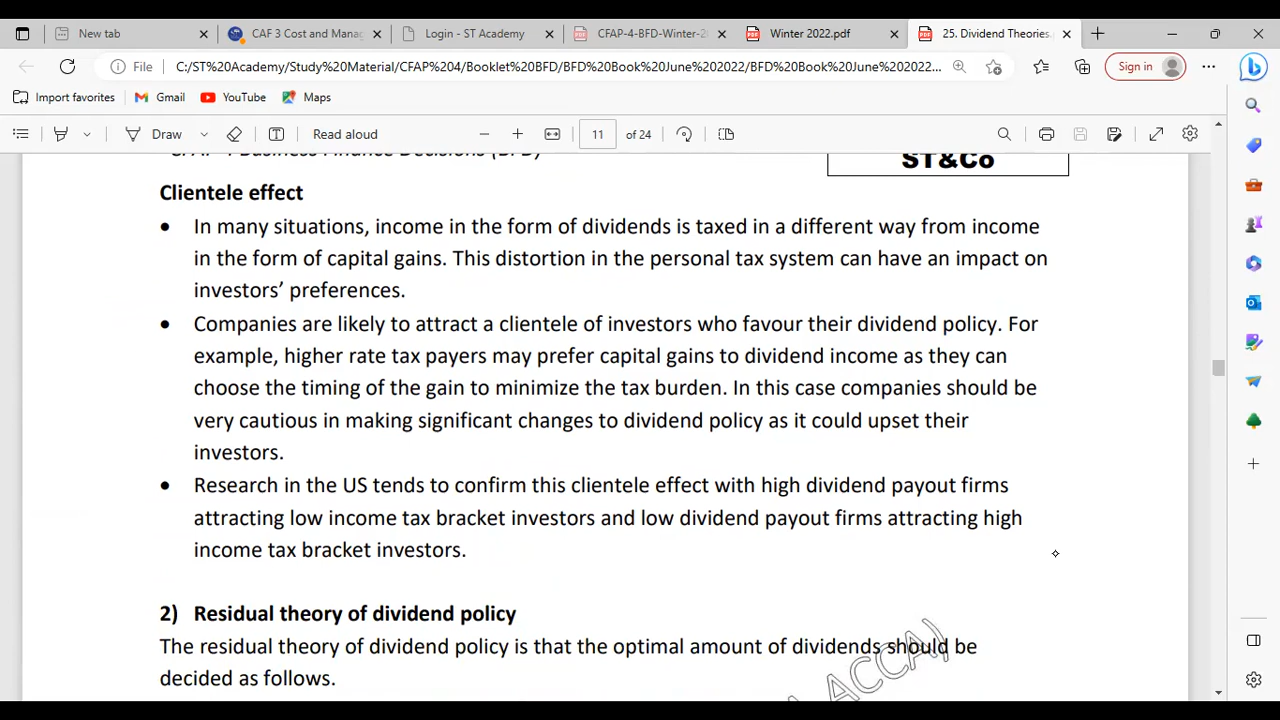 New tab
CAF 3 Cost and Manag
Login - ST Academy
CFAP-4-BFD-Winter-20
Winter 2022.pdf
25. Dividend Theories.
File
C:/ST%20Academy/Study%20Material/CFAP%204/Booklet%20BFD/BFD%20Book%20June%202022/BFD%20Book%20June%202022...
Sign in
Import favorites
Gmail
YouTube
Maps
Draw
Read aloud
11
of 24
CFAP 4 Business Finance Decisions (BFD)
ST&Co
Clientele effect
• In many situations, income in the form of dividends is taxed in a different way from income
in the form of capital gains. This distortion in the personal tax system can have an impact on
investors’ preferences.
• Companies are likely to attract a clientele of investors who favour their dividend policy. For
example, higher rate tax payers may prefer capital gains to dividend income as they can
choose the timing of the gain to minimize the tax burden. In this case companies should be
very cautious in making significant changes to dividend policy as it could upset their
investors.
• Research in the US tends to confirm this clientele effect with high dividend payout firms
attracting low income tax bracket investors and low dividend payout firms attracting high
income tax bracket investors.
2) Residual theory of dividend policy
The residual theory of dividend policy is that the optimal amount of dividends should be
decided as follows.
ACCA)